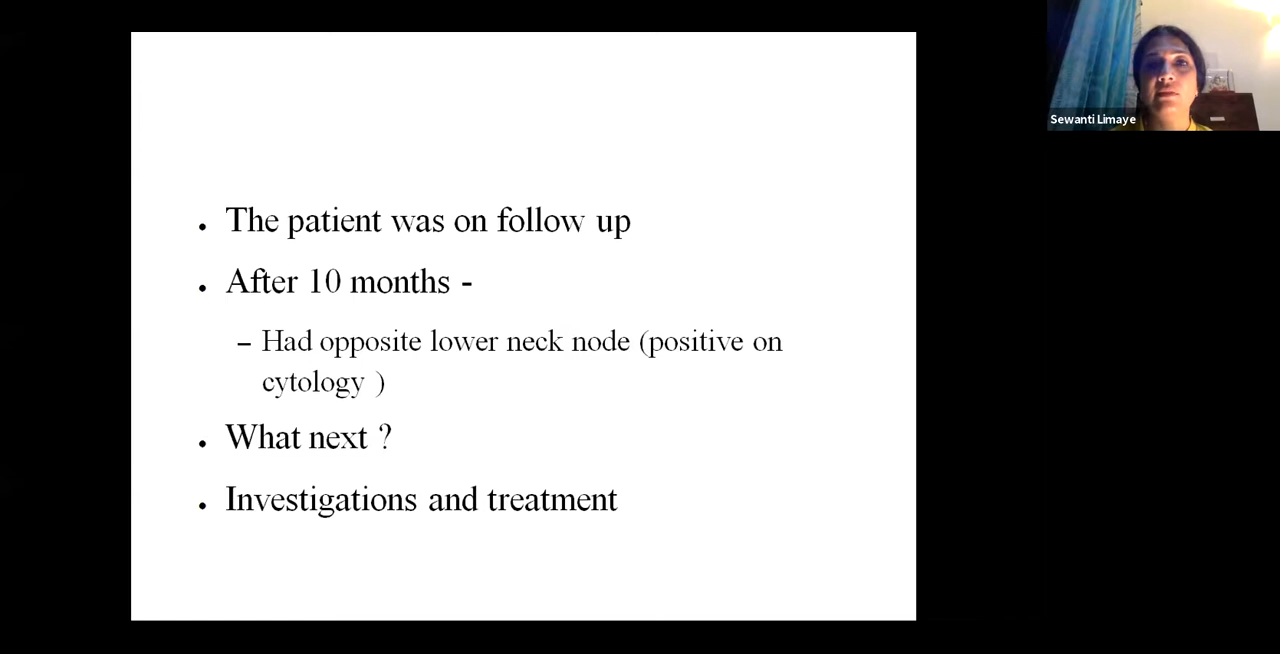 The patient was on follow up
After 10 months -
– Had opposite lower neck node (positive on
cytology )
What next ?
Investigations and treatment
Sewanti Limaye